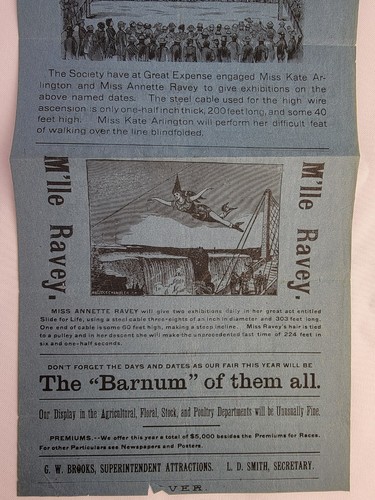 The Society have at Great Expense engaged Miss Kate Ar-
lington and Miss Annette Ravey to give exhibitions on the
above named dates. The steel cable used for the high wire
ascension is only one-half inch thick, 200 feet long, and some 40
feet high. Miss Kate Arlington will perform her difficult feat
of walking over the line blindfolded.
M'lle Ravey.
M'lle Ravey.
MISS ANNETTE RAVEY will give two exhibitions daily in her great act entitled
'Slide for Life, using a steel cable three-eights of an inch in diameter and 303 feet long.
One end of cable is some 60 feet high, making a steep incline. Miss Ravey's hair is tied
to a pulley and in her descent she will make the unprecedented time of 224 feet in
six and one-half seconds.
DON'T FORGET THE DAYS AND DATES AS OUR FAIR THIS YEAR WILL BE
The "Barnum" of them all.
Our Display in the Agricultural, Floral, Stock, and Poultry Departments will be Unusually Fine.
PREMIUMS.--We offer this year a total of $5,000 besides the Premiums for Races.
For other Particulars see Newspapers and Posters.
G. W. BROOKS, SUPERINTENDENT ATTRACTIONS. L. D. SMITH, SECRETARY.
OVER